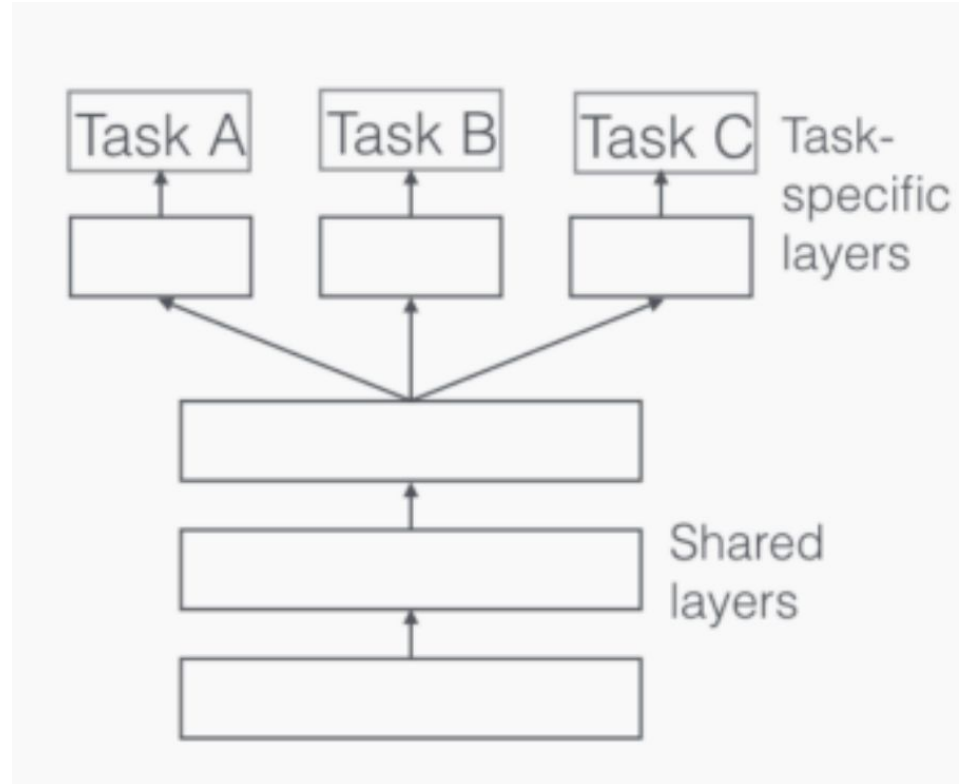 Task A
Task B
Task C
Task-
specific
layers
Shared
layers